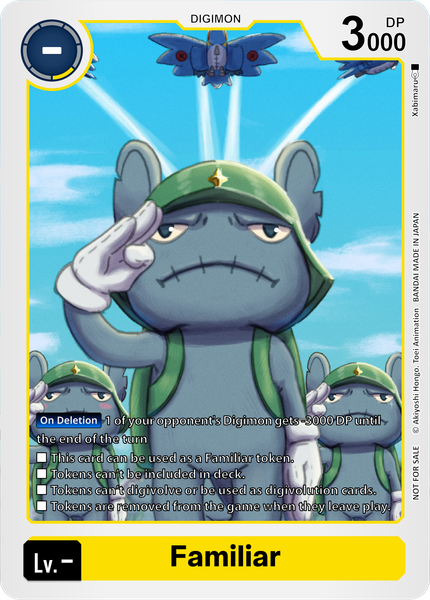 DIGIMON
-
3000
DP
Xabimaru
On Deletion 1 of your opponent's Digimon gets -3000 DP until
the end of the turn
This card can be used as a Familiar token.
Tokens can't be included in deck.
Tokens can't digivolve or be used as digivolution cards.
Tokens are removed from the game when they leave play.
NOT FOR SALE © Akiyoshi Hongo, Toei Animation BANDAI MADE IN JAPAN
Lv.-
Familiar